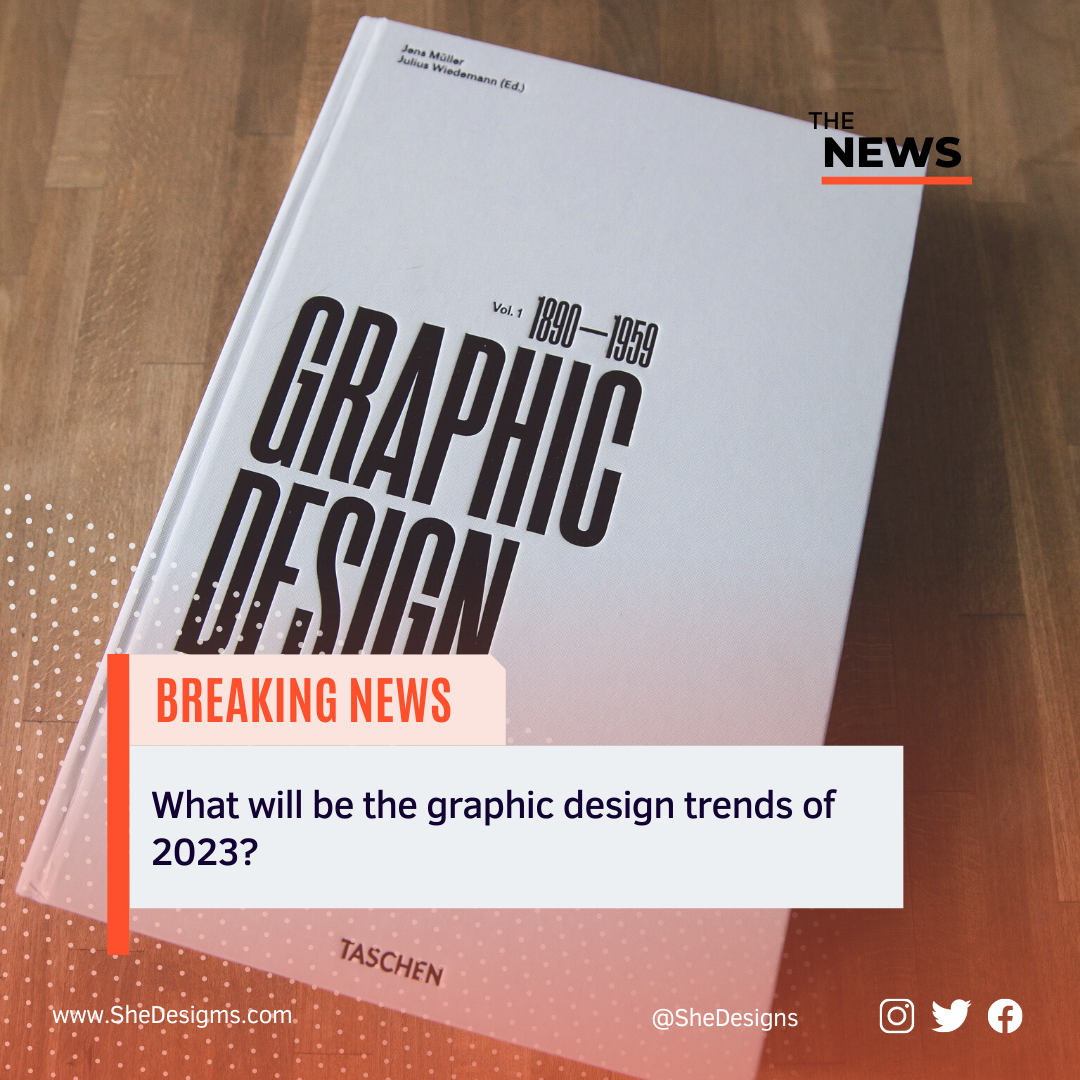 Jens Müller
Julius Wiedemann (Ed.)
THE
NEWS
Vol. 1 1890—1959
GRAPHIC
DESIGN
BREAKING NEWS
What will be the graphic design trends of
2023?
TASCHEN
www.SheDesigms.com
@SheDesigns